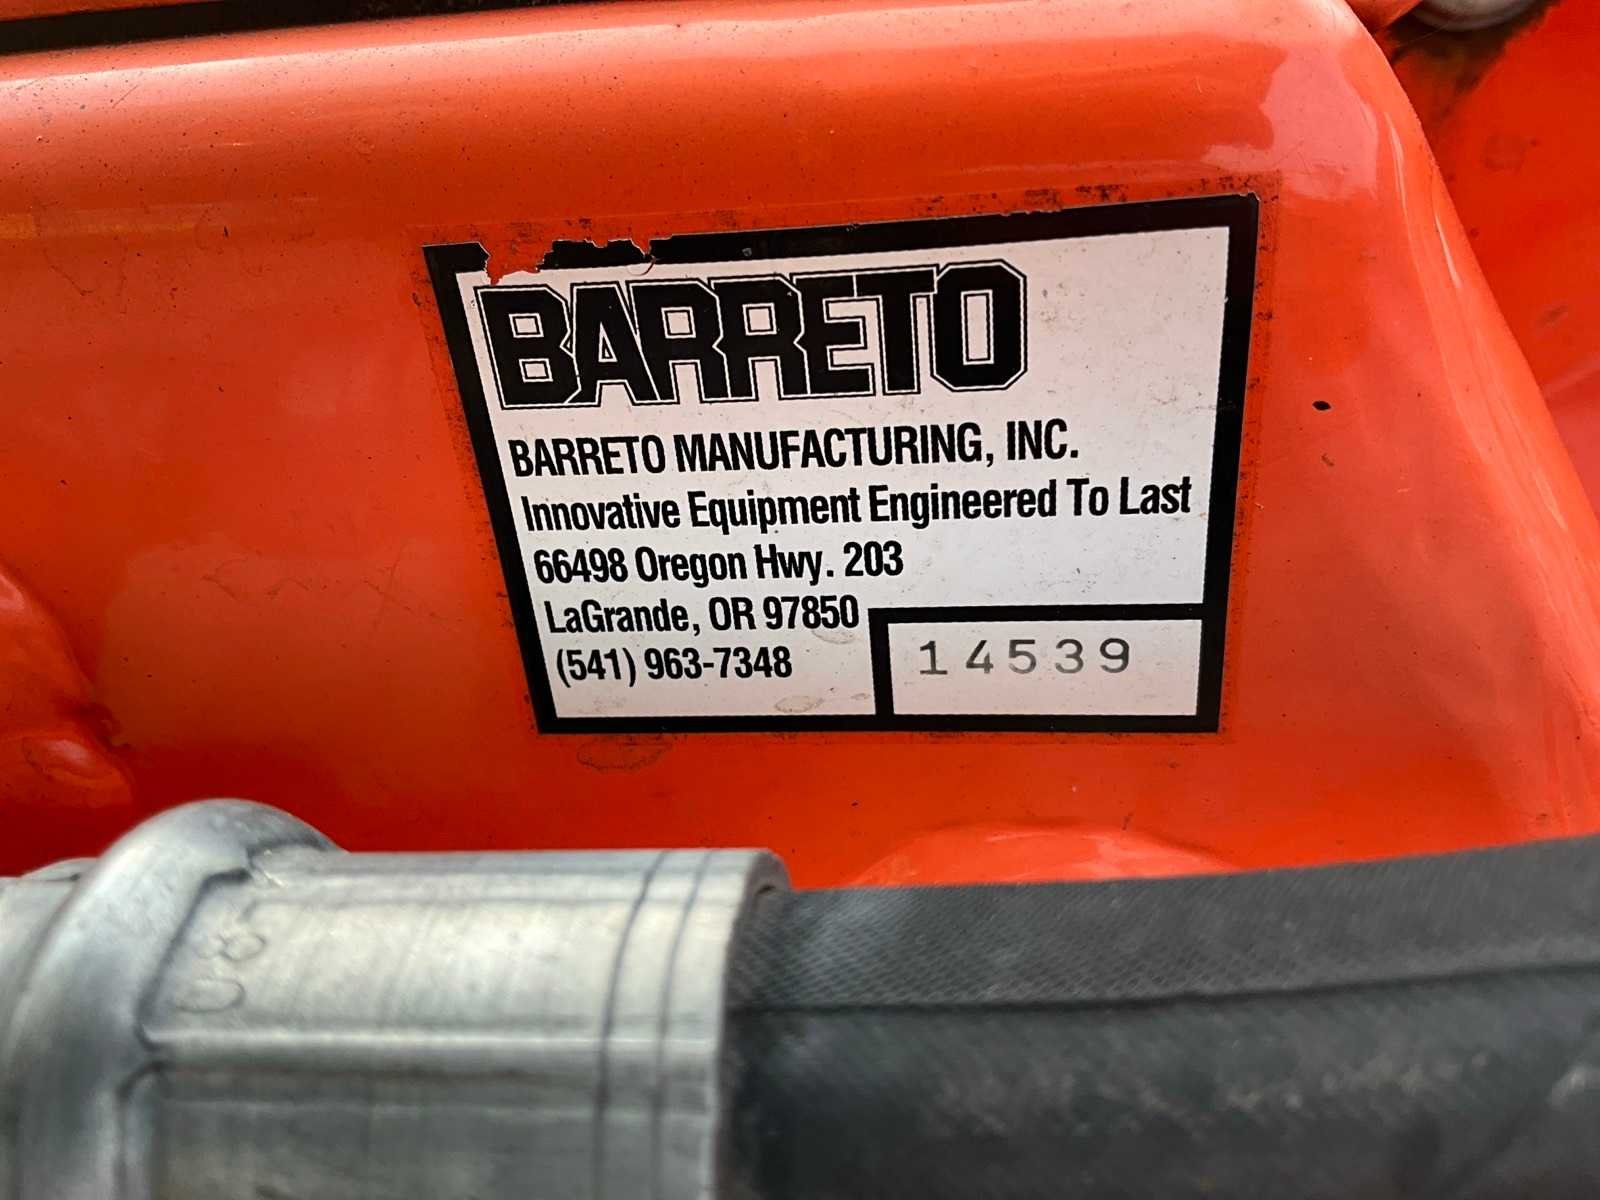 BARRETO
BARRETO MANUFACTURING, INC.
Innovative Equipment Engineered To Last
66498 Oregon Hwy. 203
LaGrande, OR 97850
(541) 963-7348
14539